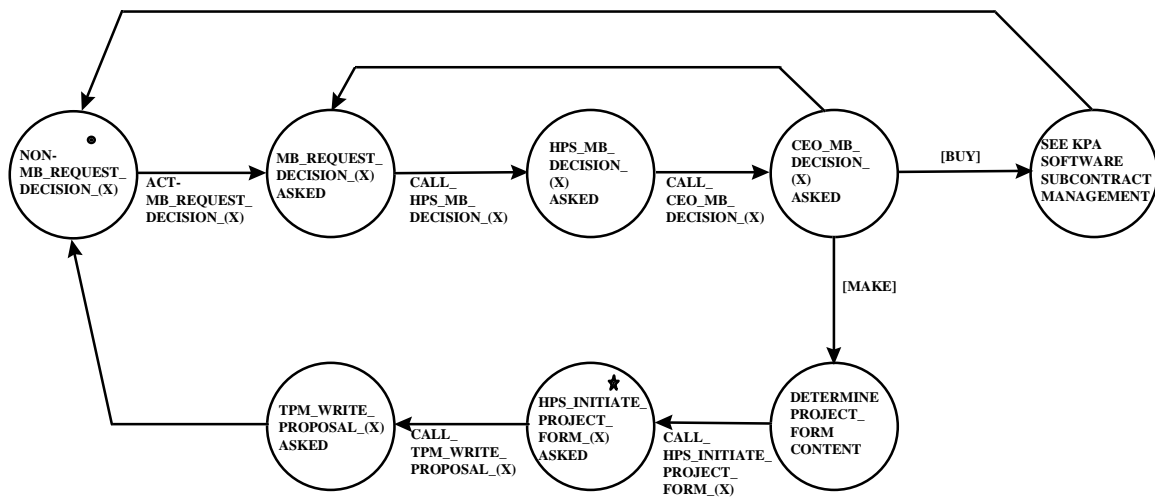 NON-
MB_REQUEST_
DECISION_(X)
ACT-
MB_REQUEST_
DECISION_(X)
MB_REQUEST_
DECISION_(X)
ASKED
CALL_
HPS_MB_
DECISION_(X)
HPS_MB_
DECISION_
(X)
ASKED
CALL_
CEO_MB_
DECISION_(X)
CEO_MB_
DECISION_
(X)
ASKED
[BUY]
SEE KPA
SOFTWARE
SUBCONTRACT
MANAGEMENT
[MAKE]
TPM_WRITE_
PROPOSAL_(X)
ASKED
CALL_
TPM_WRITE_
PROPOSAL_(X)
HPS_INITIATE_
PROJECT_
FORM_(X)
ASKED
CALL_
HPS_INITIATE_
PROJECT_
FORM_(X)
DETERMINE
PROJECT_
FORM
CONTENT